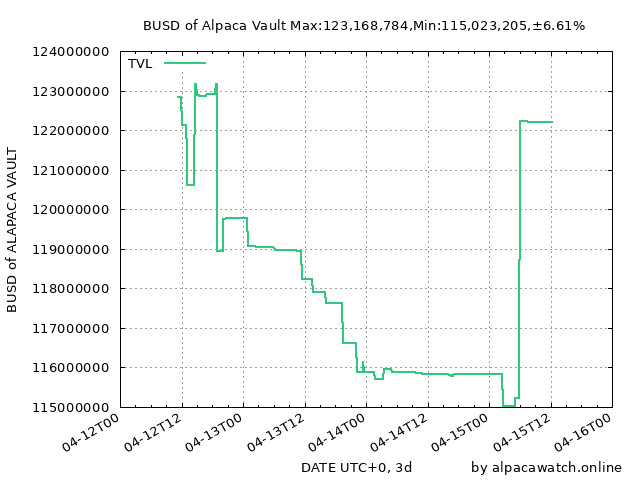 BUSD of Alpaca Vault Max:123,168,784,Min:115,023,205,±6.61%
TVL
124000000
123000000
122000000
121000000
120000000
119000000
118000000
117000000
116000000
115000000
BUSD of ALAPACA VAULT
04-12T00
04-12T12
04-13T00
04-13T12
04-14T00
04-14T12
04-15T00
04-15T12
04-16T00
DATE UTC+0, 3d
by alpacawatch.online